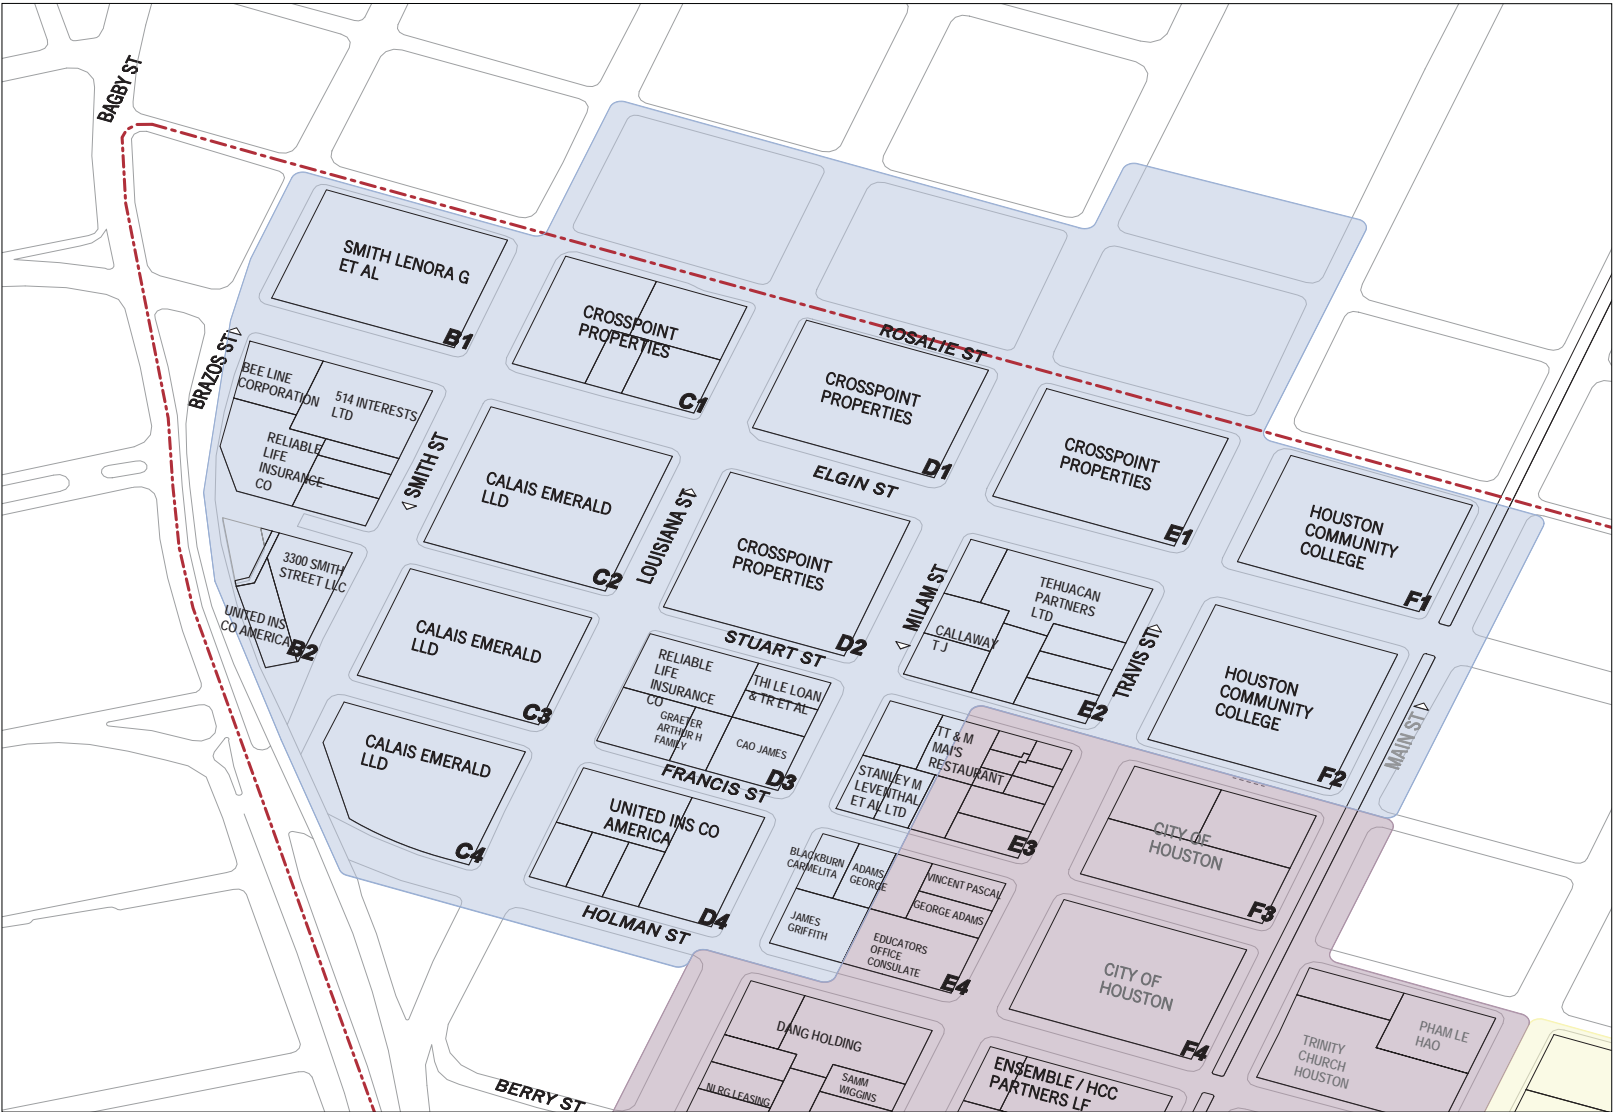 BAGBY ST
SMITH LENORA G
ET AL
B1
CROSSPOINT
PROPERTIES
C1
ROSALIE ST
BRAZOS ST
BEE LINE
CORPORATION
514 INTERESTS
LTD
RELIABLE
LIFE
INSURANCE
CO
SMITH ST
CROSSPOINT
PROPERTIES
D1
ELGIN ST
CROSSPOINT
PROPERTIES
E1
CALAIS EMERALD
LLD
C2
LOUISIANA ST
CROSSPOINT
PROPERTIES
D2
HOUSTON
COMMUNITY
COLLEGE
F1
3300 SMITH
STREET LLC
UNITED INS
CO AMERICA
B2
CALAIS EMERALD
LLD
C3
STUART ST
MILAM ST
TEHUACAN
PARTNERS
LTD
CALLAWAY
T J
E2
TRAVIS ST
HOUSTON
COMMUNITY
COLLEGE
F2
MAIN ST
RELIABLE
LIFE
INSURANCE
CO
THI LE LOAN
& TR ET AL
GRAETER
ARTHUR H
FAMILY
CAO JAMES
D3
FRANCIS ST
CALAIS EMERALD
LLD
C4
UNITED INS CO
AMERICA
D4
HOLMAN ST
TT & M
MAI'S
RESTAURANT
STANLEY M
LEVENTHAL
ET AL LTD
E3
CITY OF
HOUSTON
F3
BLACKBURN
CARMELITA
ADAMS
GEORGE
JAMES
GRIFFITH
VINCENT PASCAL
GEORGE ADAMS
EDUCATORS
OFFICE
CONSULATE
E4
CITY OF
HOUSTON
F4
DANG HOLDING
SAMM
WIGGINS
NLRG LEASING
ENSEMBLE / HCC
PARTNERS LF
TRINITY
CHURCH
HOUSTON
PHAM LE
HAO
BERRY ST